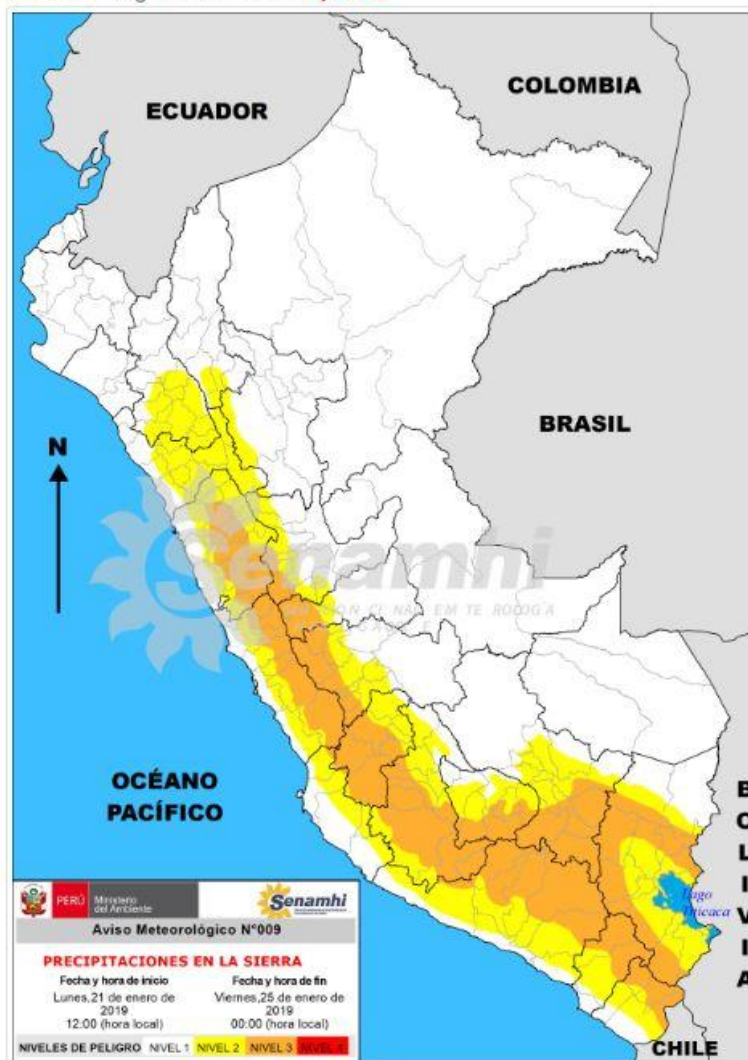 COLOMBIA
ECUADOR
BRASIL
N
Senamhi
OCÉANO
PACÍFICO
BOLIVIA
Lago
Titicaca
PERÚ
Ministerio
del Ambiente
Senamhi
Aviso Meteorológico N°009
PRECIPITACIONES EN LA SIERRA
Fecha y hora de inicio
Lunes,21 de enero de
2019
12:00 (hora local)
Fecha y hora de fin
Viernes,25 de enero de
2019
00:00 (hora local)
NIVELES DE PELIGRO NIVEL 1 NIVEL 2 NIVEL 3 NIVEL 4
CHILE